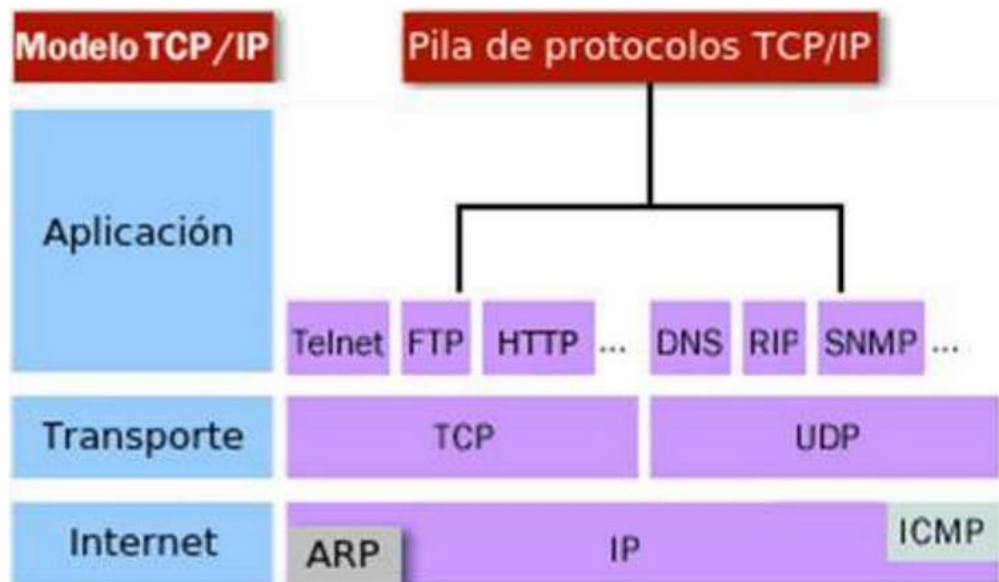 Modelo TCP/IP
Pila de protocolos TCP/IP
Aplicación
Telnet FTP HTTP ... DNS RIP SNMP ...
Transporte
TCP
UDP
Internet
ARP
IP
ICMP